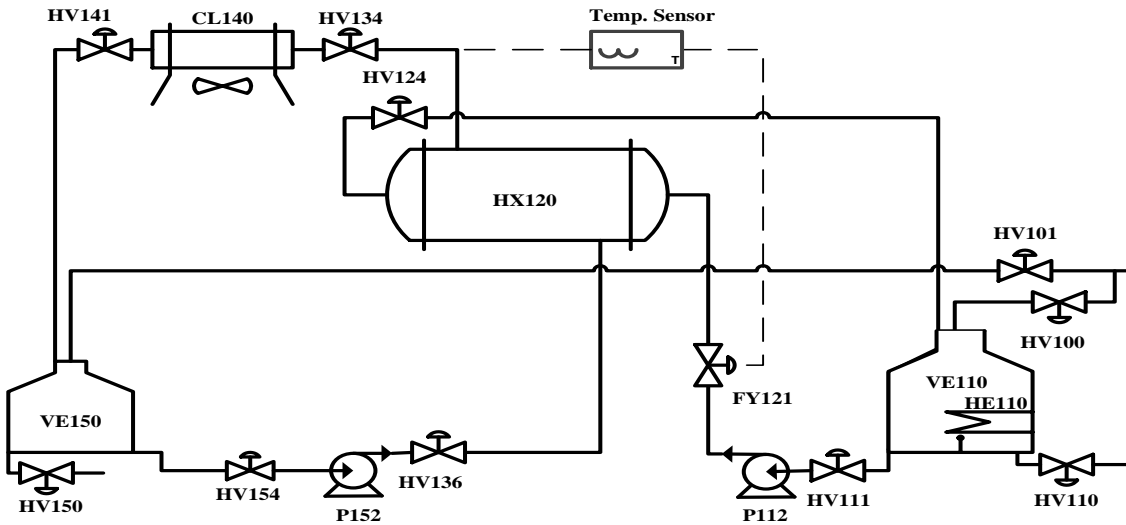 HV141
CL140
HV134
Temp. Sensor
T
HV124
HX120
HV101
HV100
VE110
HE110
FY121
VE150
HV150
HV154
P152
HV136
P112
HV111
HV110